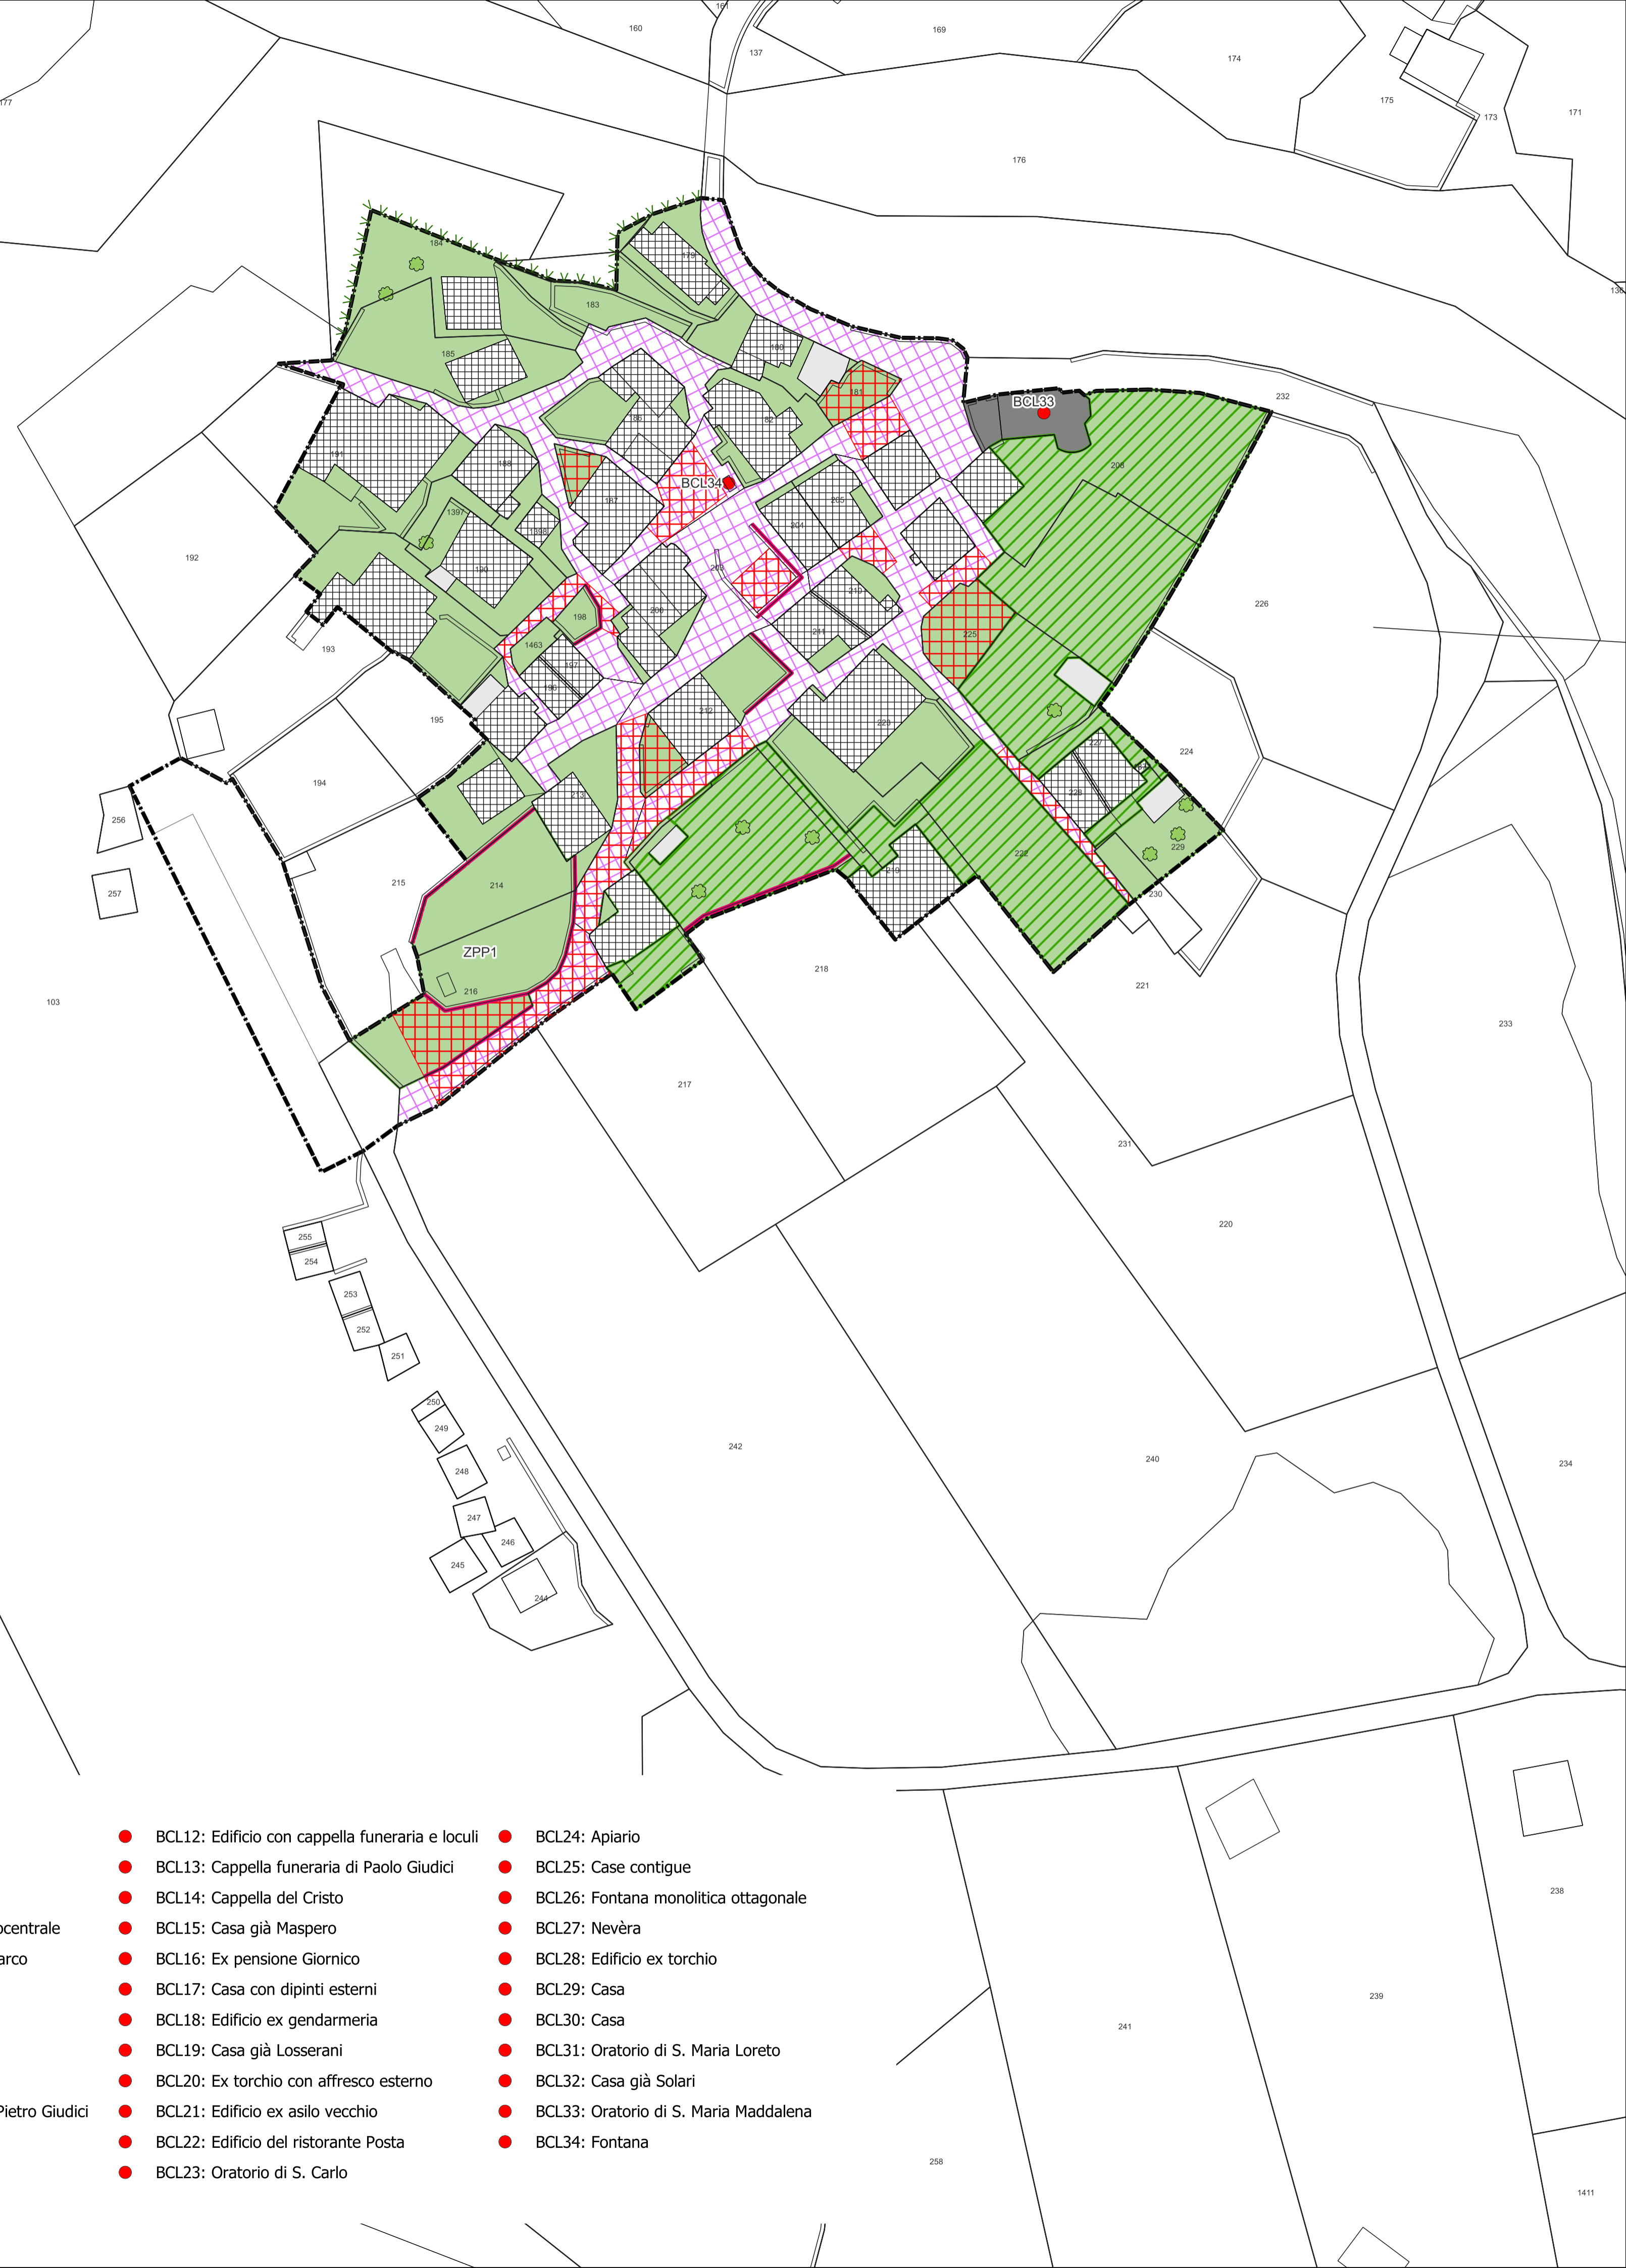 161
160
169
137
174
175
177
173
171
176
184
179
183
136
180
185
181
BCL33
232
186
82
191
188
208
BCL34
187
205
1397
204
1398
192
190
202
210
226
200
198
211
225
193
1463
197
196
212
195
223
227
224
194
228
213
256
229
222
219
215
214
257
230
ZPP1
218
221
216
103
233
217
231
220
255
254
253
252
251
250
249
242
240
234
248
247
246
245
244
238
239
241
258
1411
BCL12: Edificio con cappella funeraria e loculi
BCL13: Cappella funeraria di Paolo Giudici
BCL14: Cappella del Cristo
ocentrale
BCL15: Casa già Maspero
arco
BCL16: Ex pensione Giornico
BCL17: Casa con dipinti esterni
BCL18: Edificio ex gendarmeria
BCL19: Casa già Losserani
BCL20: Ex torchio con affresco esterno
Pietro Giudici
BCL21: Edificio ex asilo vecchio
BCL22: Edificio del ristorante Posta
BCL23: Oratorio di S. Carlo
BCL24: Apiario
BCL25: Case contigue
BCL26: Fontana monolitica ottagonale
BCL27: Nevèra
BCL28: Edificio ex torchio
BCL29: Casa
BCL30: Casa
BCL31: Oratorio di S. Maria Loreto
BCL32: Casa già Solari
BCL33: Oratorio di S. Maria Maddalena
BCL34: Fontana